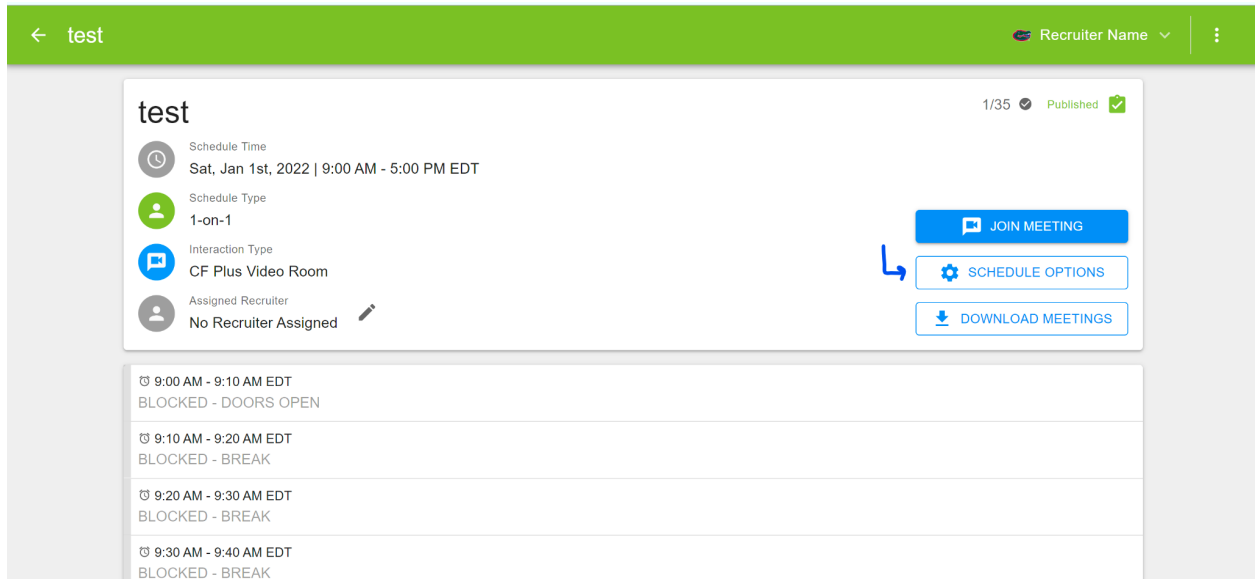 test
Recruiter Name
test
1/35
Published
Schedule Time
Sat, Jan 1st, 2022 | 9:00 AM - 5:00 PM EDT
Schedule Type
1-on-1
Interaction Type
CF Plus Video Room
Assigned Recruiter
No Recruiter Assigned
JOIN MEETING
SCHEDULE OPTIONS
DOWNLOAD MEETINGS
9:00 AM - 9:10 AM EDT
BLOCKED - DOORS OPEN
9:10 AM - 9:20 AM EDT
BLOCKED - BREAK
9:20 AM - 9:30 AM EDT
BLOCKED - BREAK
9:30 AM - 9:40 AM EDT
BLOCKED - BREAK